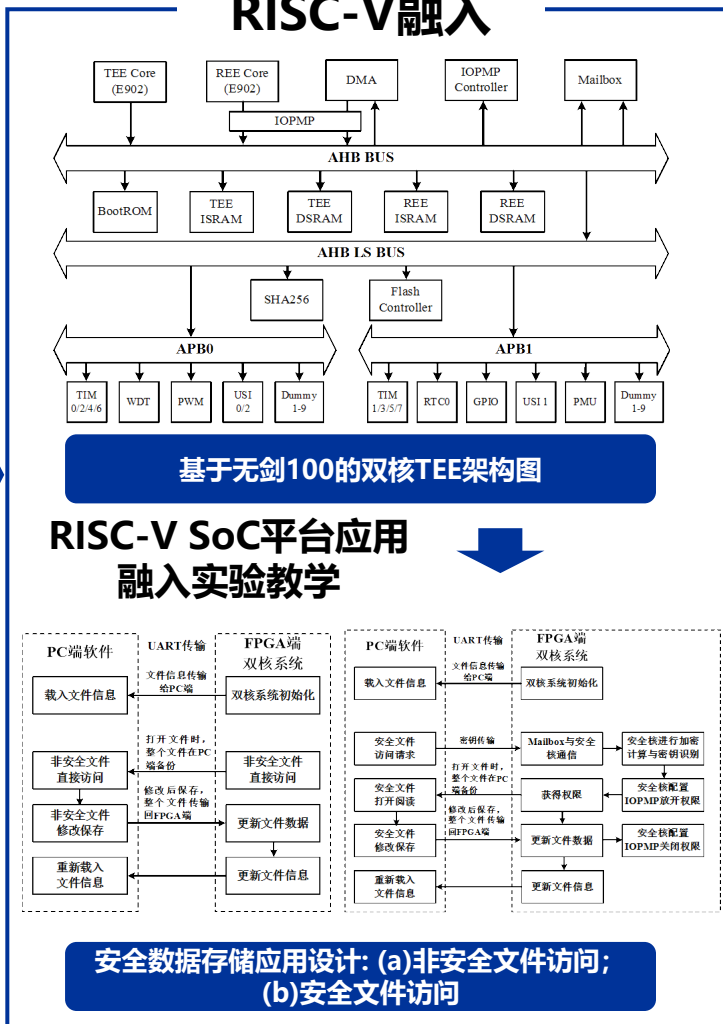 RISC-V融入
TEE Core
(E902)
REE Core
(E902)
DMA
IOPMP
Controller
Mailbox
IOPMP
AHB BUS
BootROM
TEE
ISRAM
TEE
DSRAM
REE
ISRAM
REE
DSRAM
AHB LS BUS
SHA256
Flash
Controller
APB0
APB1
TIM
0/2/4/6
WDT
PWM
USI
0/2
Dummy
1-9
TIM
1/3/5/7
RTC0
GPIO
USI 1
PMU
Dummy
1-9
基于无剑100的双核TEE架构图
RISC-V SoC平台应用
融入实验教学
PC端软件
UART传输
FPGA端
双核系统
载入文件信息
文件信息传输
给PC端
双核系统初始化
非安全文件
直接访问
打开文件时,
整个文件在PC
端备份
非安全文件
直接访问
非安全文件
修改保存
修改后保存,
整个文件传输
回FPGA端
更新文件数据
重新载入
文件信息
更新文件信息
PC端软件
UART传输
FPGA端
双核系统
载入文件信息
文件信息传输
给PC端
双核系统初始化
安全文件
访问请求
密钥传输
Mailbox与安全
核通信
安全核进行加密
计算与密钥识别
安全文件
打开阅读
打开文件时,
整个文件在PC
端备份
获得权限
安全核配置
IOPMP放开权限
安全文件
修改保存
修改后保存,
整个文件传输
回FPGA端
更新文件数据
安全核配置
IOPMP关闭权限
重新载入
文件信息
更新文件信息
安全数据存储应用设计: (a)非安全文件访问;
(b)安全文件访问